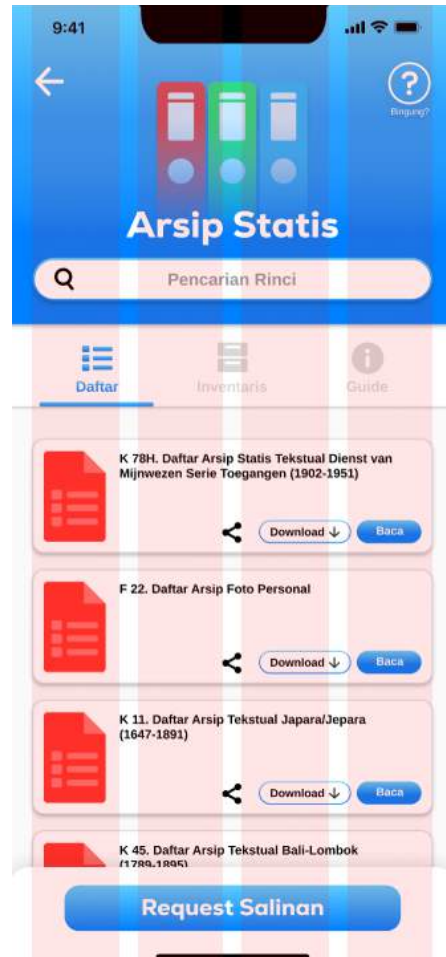 9:41
Bingung?
Arsip Statis
Pencarian Rinci
Daftar
Inventaris
Guide
K 78H. Daftar Arsip Statis Tekstual Dienst van
Mijnwezen Serie Toegangen (1902-1951)
Download
Baca
F 22. Daftar Arsip Foto Personal
Download
Baca
K 11. Daftar Arsip Tekstual Japara/Jepara
(1647-1891)
Download
Baca
K 45. Daftar Arsip Tekstual Bali-Lombok
(1789-1895)
Request Salinan